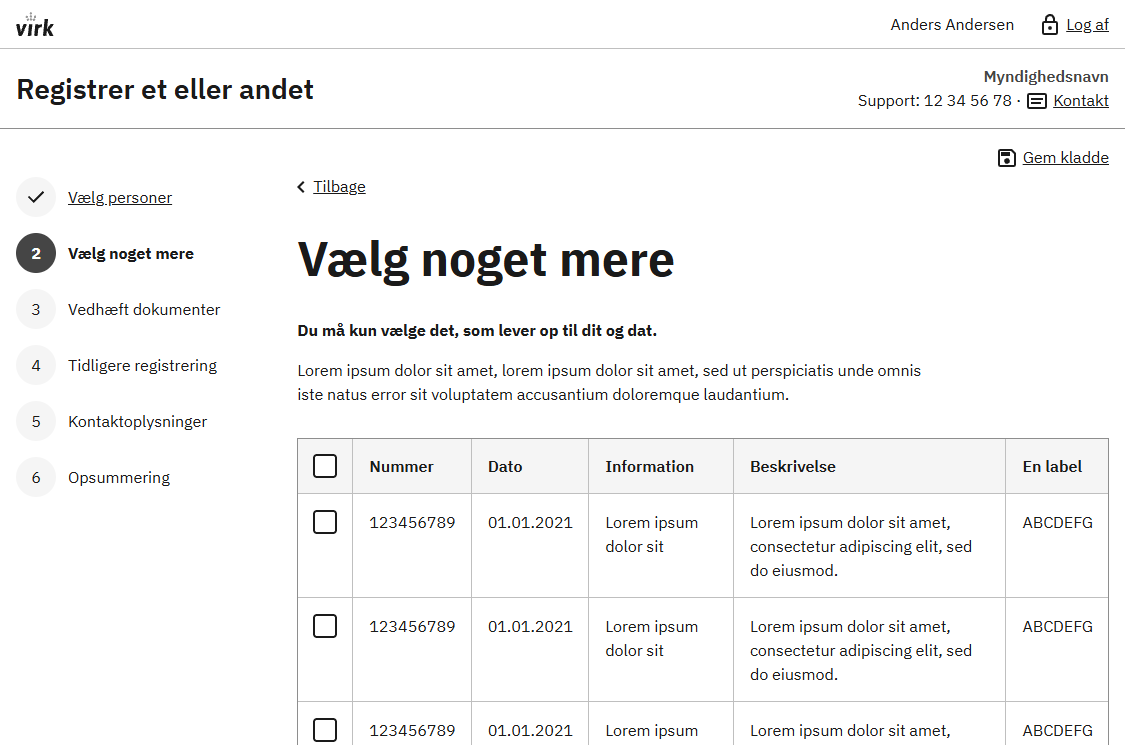 virk
Anders Andersen
Log af
Registrer et eller andet
Myndighedsnavn
Support: 12 34 56 78 · Kontakt
Gem kladde
Vælg personer
2 Vælg noget mere
3 Vedhæft dokumenter
4 Tidligere registrering
5 Kontaktoplysninger
6 Opsummering
Tilbage
Vælg noget mere
Du må kun vælge det, som lever op til dit og dat.
Lorem ipsum dolor sit amet, lorem ipsum dolor sit amet, sed ut perspiciatis unde omnis
iste natus error sit voluptatem accusantium doloremque laudantium.
Nummer Dato Information Beskrivelse En label
123456789 01.01.2021 Lorem ipsum Lorem ipsum dolor sit amet, ABCDEFG
dolor sit consectetur adipiscing elit, sed
do eiusmod.
123456789 01.01.2021 Lorem ipsum Lorem ipsum dolor sit amet, ABCDEFG
dolor sit consectetur adipiscing elit, sed
do eiusmod.
123456789 01.01.2021 Lorem ipsum Lorem ipsum dolor sit amet, ABCDEFG